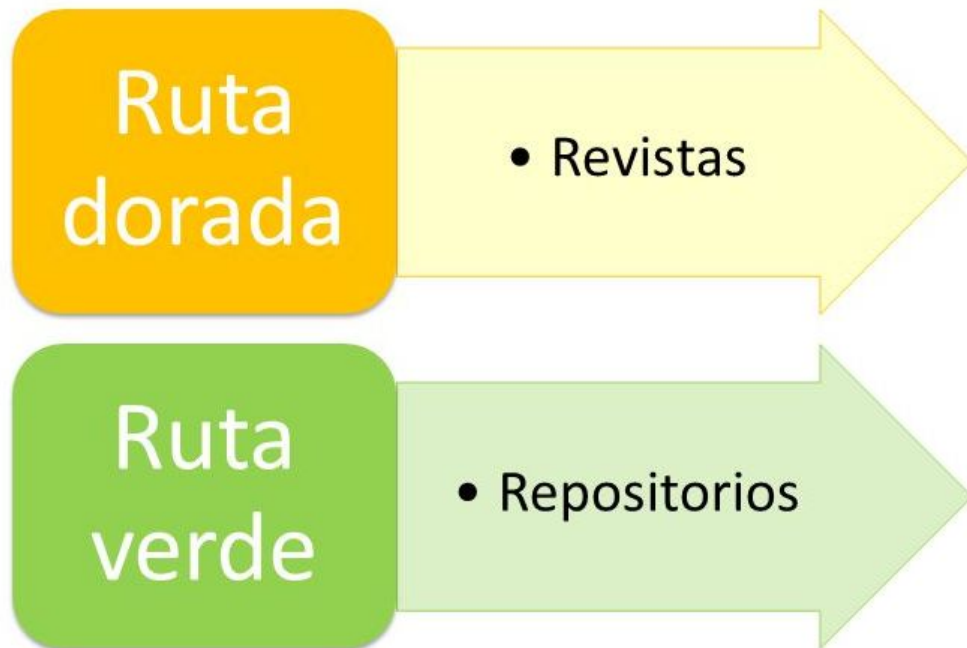 Ruta
dorada
• Revistas
Ruta
verde
• Repositorios